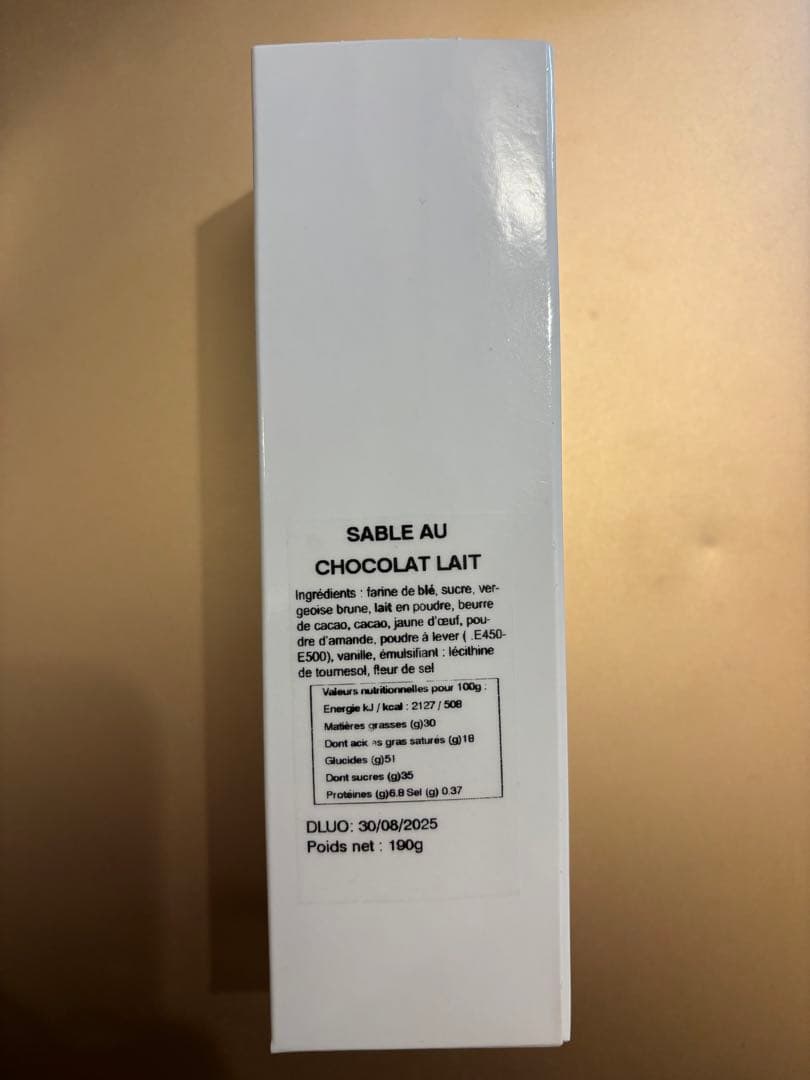 SABLE AU
CHOCOLAT LAIT
Ingrédients : farine de blé, sucre, ver-
geoise brune, lait en poudre, beurre
de cacao, cacao, jaune d'œuf, pou-
dre d'amande, poudre à lever ( .E450-
E500), vanille, émulsifiant : lécithine
de tournesol, fleur de sel
Valeurs nutritionnelles pour 100g :
Energie kJ / kcal : 2127 / 508
Matières grasses (g)30
Dont gras saturés (g)18
Glucides (g)51
Dont sucres (g)35
Protéines (g)6.8 Sel (g) 0.37
DLUO: 30/08/2025
Poids net : 190g